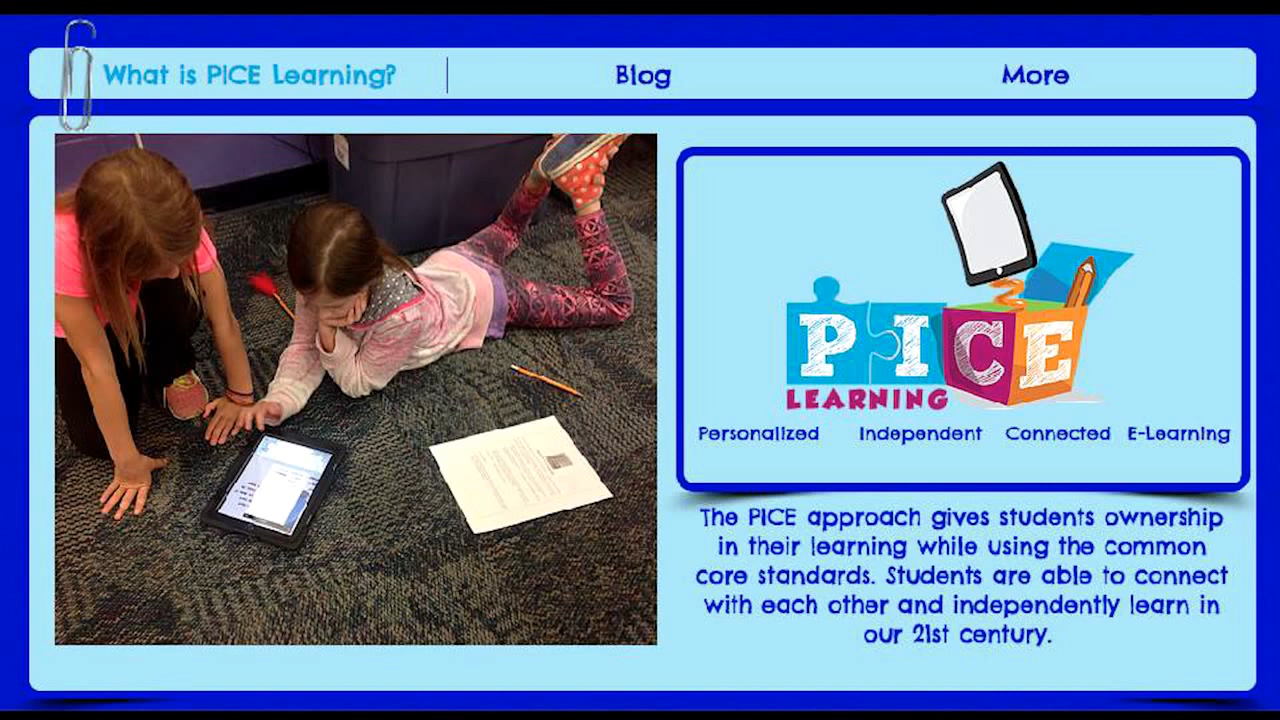 What is PICE Learning?
Blog
More
PICE
LEARNING
Personalized Independent Connected E-Learning
The PICE approach gives students ownership
in their learning while using the common
core standards. Students are able to connect
with each other and independently learn in
our 21st century.